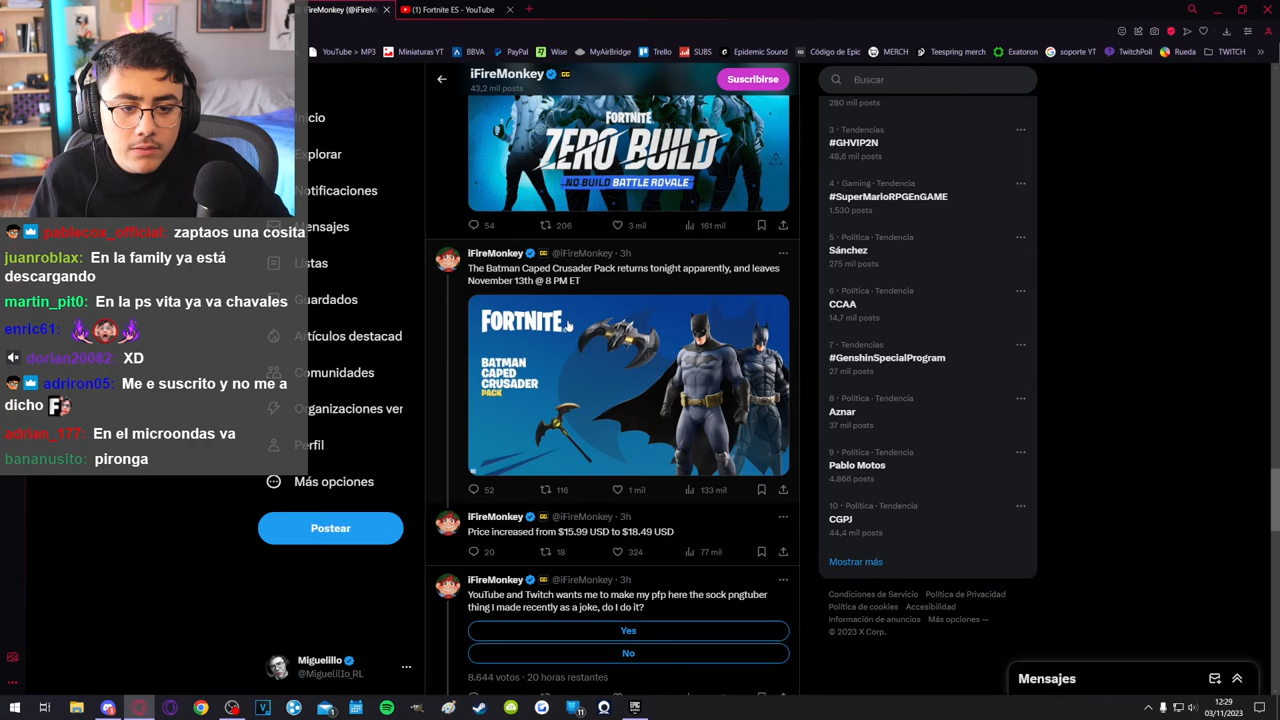 iFireMonkey (@iFireM
(1) Fortnite ES - YouTube
YouTube > MP3
Miniaturas YT
BBVA
PayPal
Wise
MyAirBridge
Trello
SUBS
Epidemic Sound
Código de Epic
MERCH
Teespring merch
Exatoron
soporte YT
TwitchPoll
Rueda
TWITCH
pablecox_official: zaptaos una cosita
juanroblax: En la family ya está
descargando
martin_pit0: En la ps vita ya va chavales
enric61:
dorian20082: XD
adriron05: Me e suscrito y no me a
dicho F
adrian_177: En el microondas va
bananusito: pironga
nicio
Explorar
Notificaciones
Mensajes
Listas
Guardados
Artículos destacad
Comunidades
Organizaciones ver
Perfil
Más opciones
Postear
Miguelillo
@MiguelilIo_RL
iFireMonkey
43,2 mil posts
Suscribirse
FORTNITE
ZERO BUILD
NO BUILD BATTLE ROYALE
54
206
3 mil
161 mil
iFireMonkey @iFireMonkey · 3h
The Batman Caped Crusader Pack returns tonight apparently, and leaves
November 13th @ 8 PM ET
FORTNITE
BATMAN
CAPED
CRUSADER
PACK
52
116
1 mil
133 mil
iFireMonkey @iFireMonkey · 3h
Price increased from $15.99 USD to $18.49 USD
20
18
324
77 mil
iFireMonkey @iFireMonkey · 3h
YouTube and Twitch wants me to make my pfp here the sock pngtuber
thing I made recently as a joke, do I do it?
Yes
No
8.644 votos · 20 horas restantes
Buscar
280 mil posts
3 · Tendencias
#GHVIP2N
48,6 mil posts
4 · Gaming · Tendencia
#SuperMarioRPGEnGAME
1.530 posts
5 · Política · Tendencia
Sánchez
275 mil posts
6 · Política · Tendencia
CCAA
14,7 mil posts
7 · Tendencias
#GenshinSpecialProgram
27 mil posts
8 · Política · Tendencia
Aznar
37 mil posts
9 · Política · Tendencia
Pablo Motos
4.866 posts
10 · Política · Tendencia
CGPJ
44,4 mil posts
Mostrar más
Condiciones de Servicio Política de Privacidad
Política de cookies Accesibilidad
Información de anuncios Más opciones ···
© 2023 X Corp.
Mensajes
12:29
03/11/2023